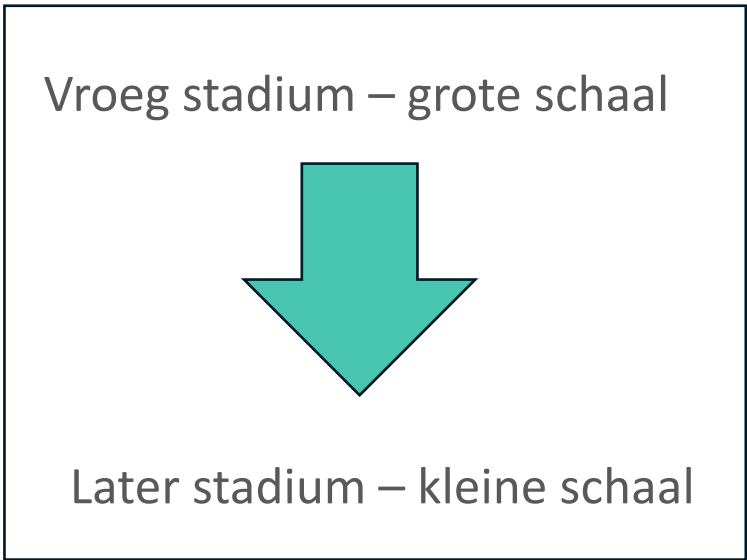 Vroeg stadium – grote schaal
Later stadium – kleine schaal